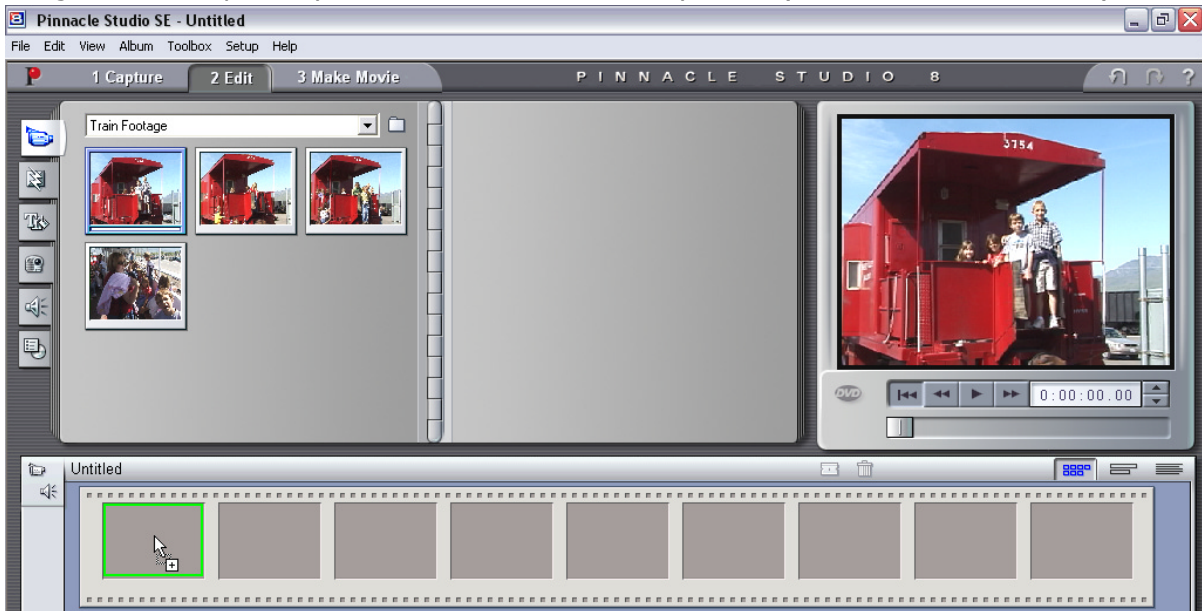 Pinnacle Studio SE - Untitled
File Edit View Album Toolbox Setup Help
1 Capture 2 Edit 3 Make Movie PINNACLE STUDIO 8
Train Footage
3754
DVD
0:00:00.00
Untitled